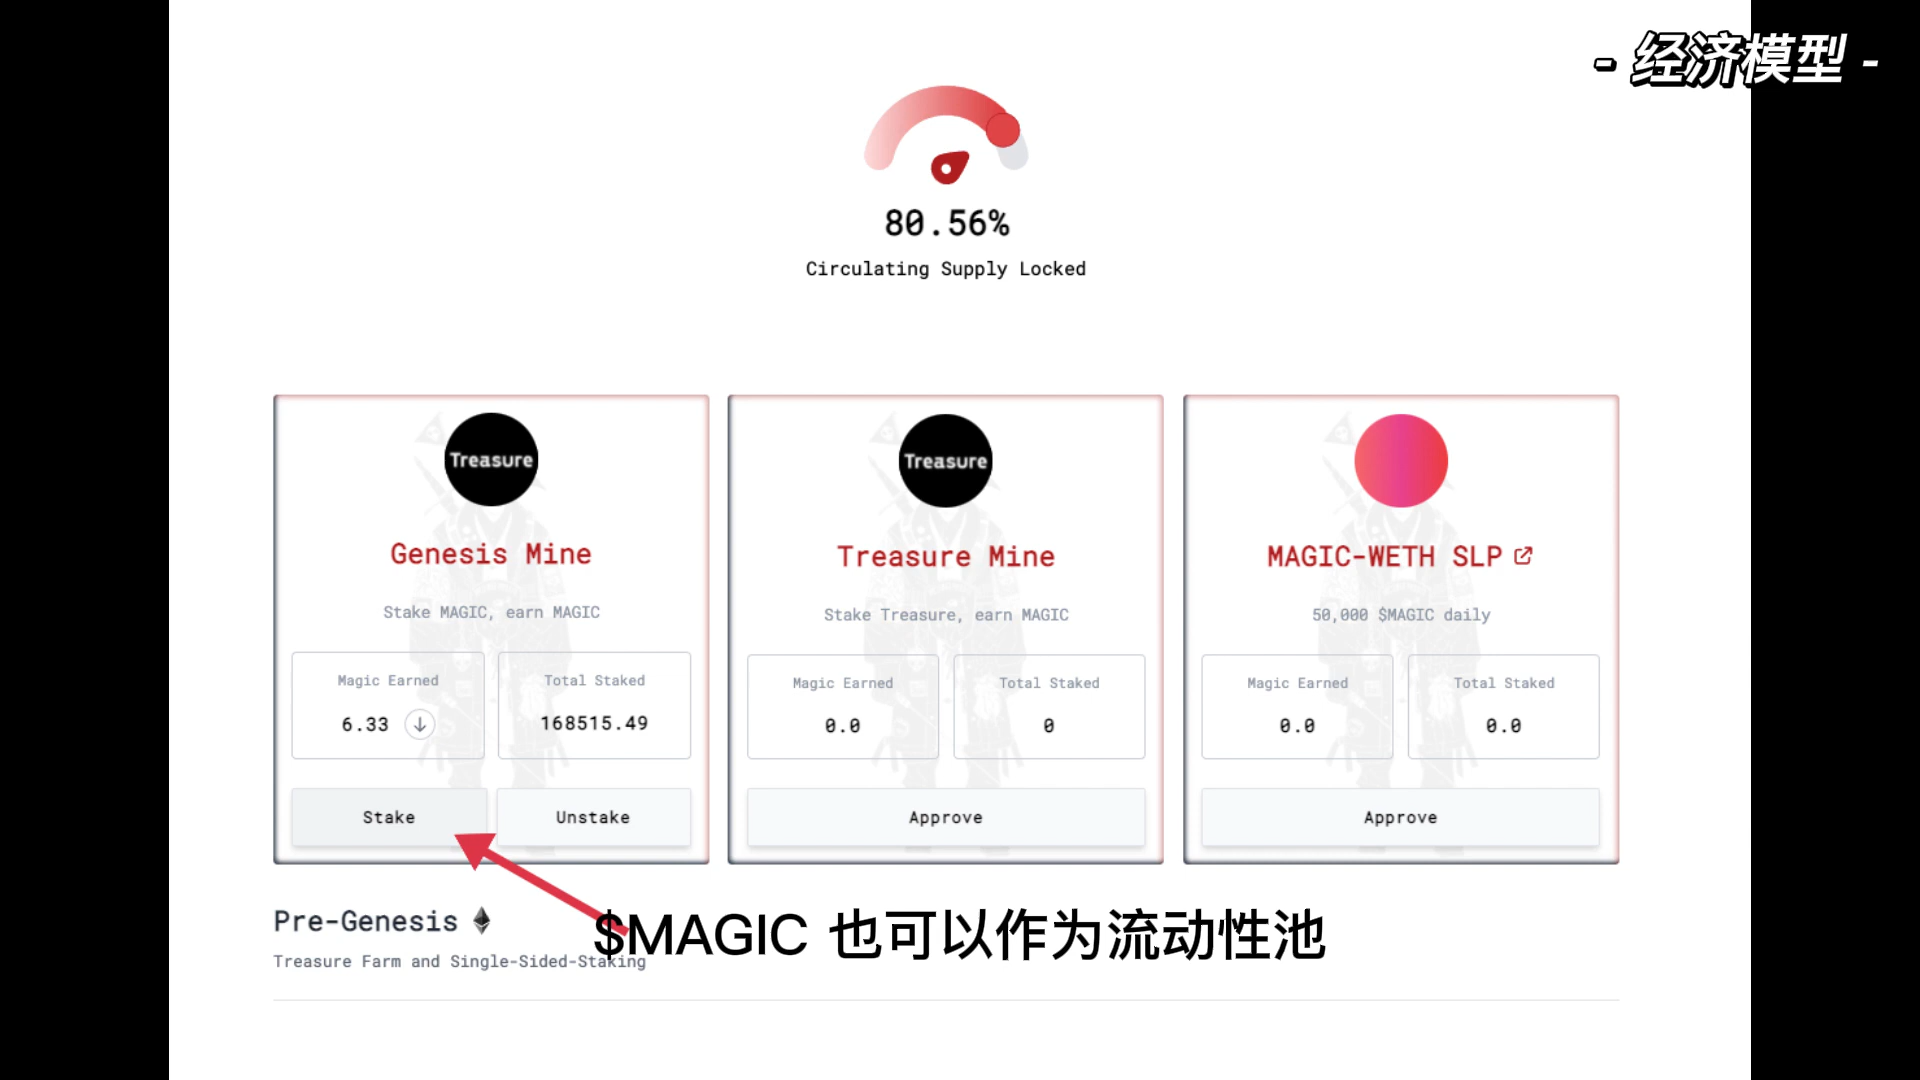 - 经济模型 -
80.56%
Circulating Supply Locked
Treasure
Genesis Mine
Stake MAGIC, earn MAGIC
Magic Earned
6.33
Total Staked
168515.49
Stake
Unstake
Treasure
Treasure Mine
Stake Treasure, earn MAGIC
Magic Earned
0.0
Total Staked
0
Approve
MAGIC-WETH SLP
50,000 $MAGIC daily
Magic Earned
0.0
Total Staked
0.0
Approve
Pre-Genesis
Treasure Farm and Single-Sided-Staking
$MAGIC 也可以作为流动性池